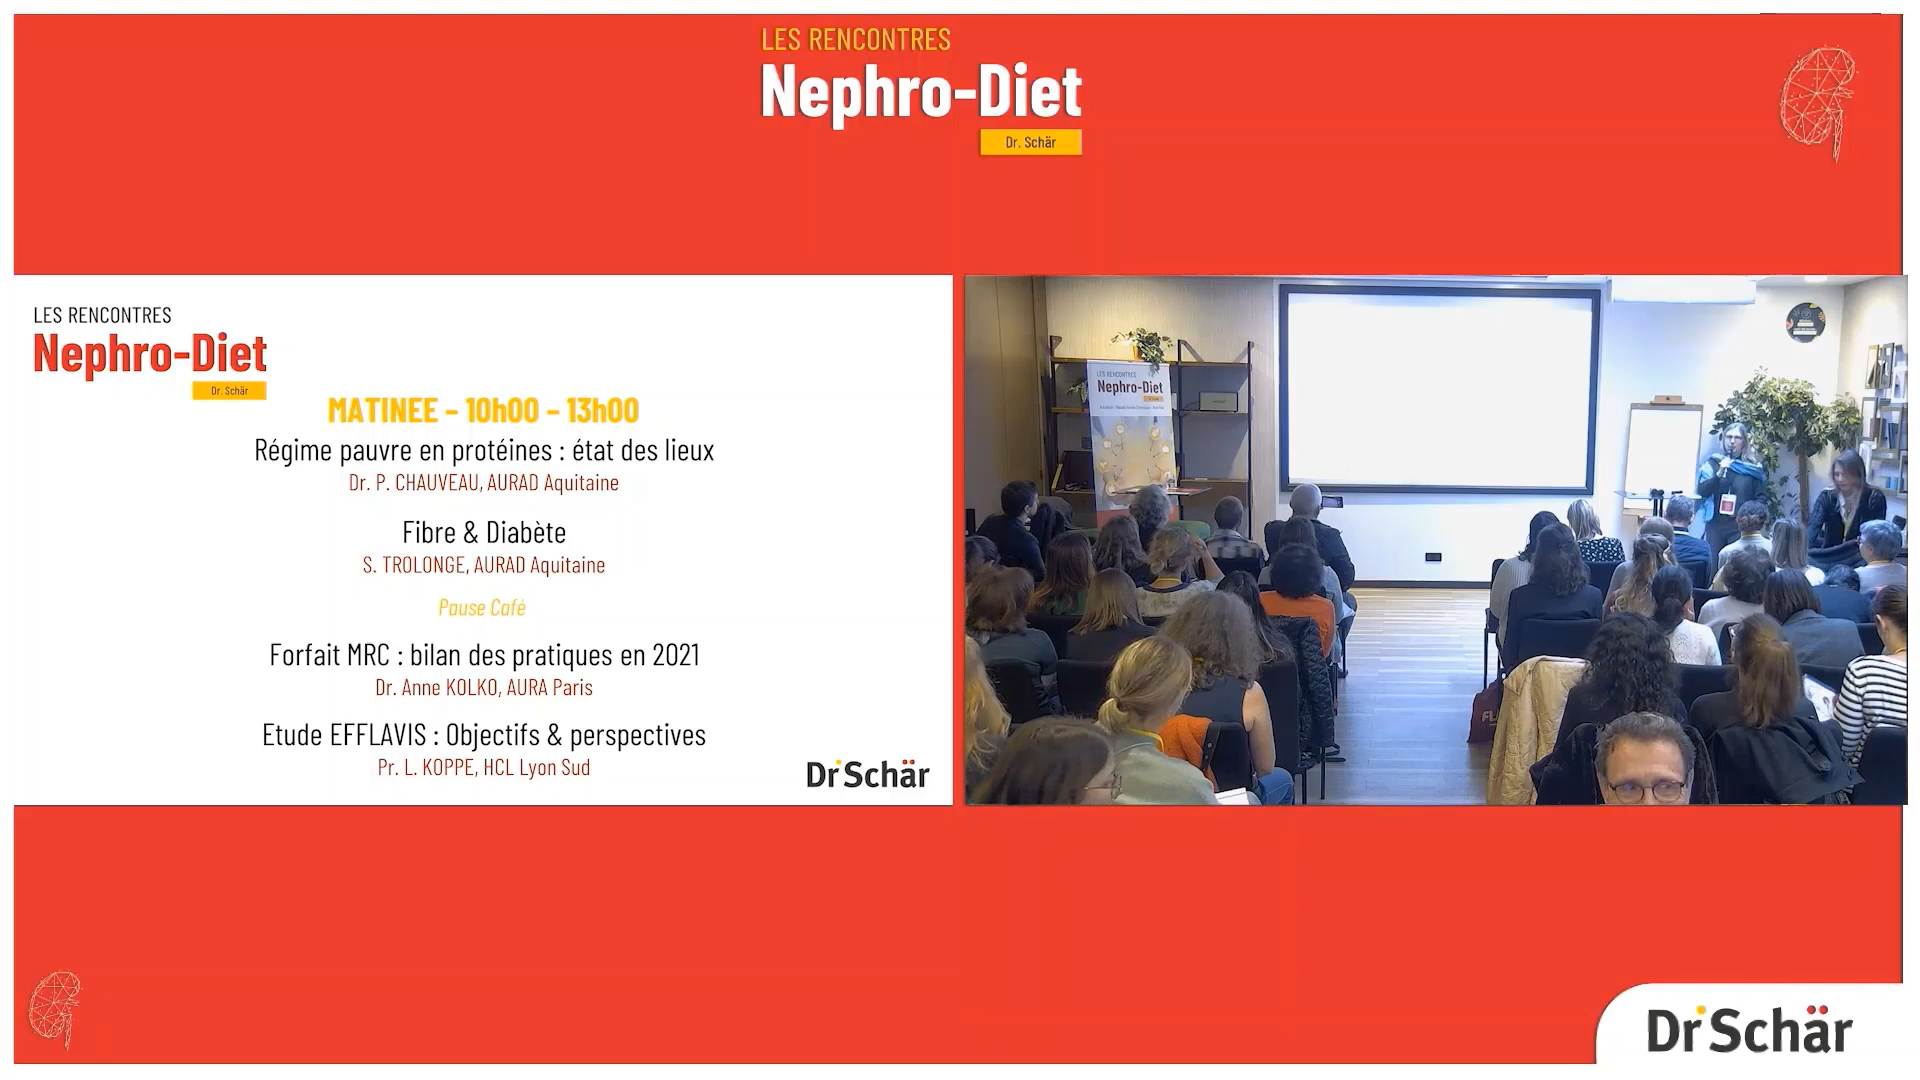 LES RENCONTRES
Nephro-Diet
Dr. Schär
LES RENCONTRES
Nephro-Diet
Dr. Schär
MATINEE – 10h00 – 13h00
Régime pauvre en protéines : état des lieux
Dr. P. CHAUVEAU, AURAD Aquitaine
Fibre & Diabète
S. TROLONGE, AURAD Aquitaine
Pause Café
Forfait MRC : bilan des pratiques en 2021
Dr. Anne KOLKO, AURA Paris
Etude EFFLAVIS : Objectifs & perspectives
Pr. L. KOPPE, HCL Lyon Sud
Dr Schär
LES RENCONTRES
Nephro-Diet
Dr Schär